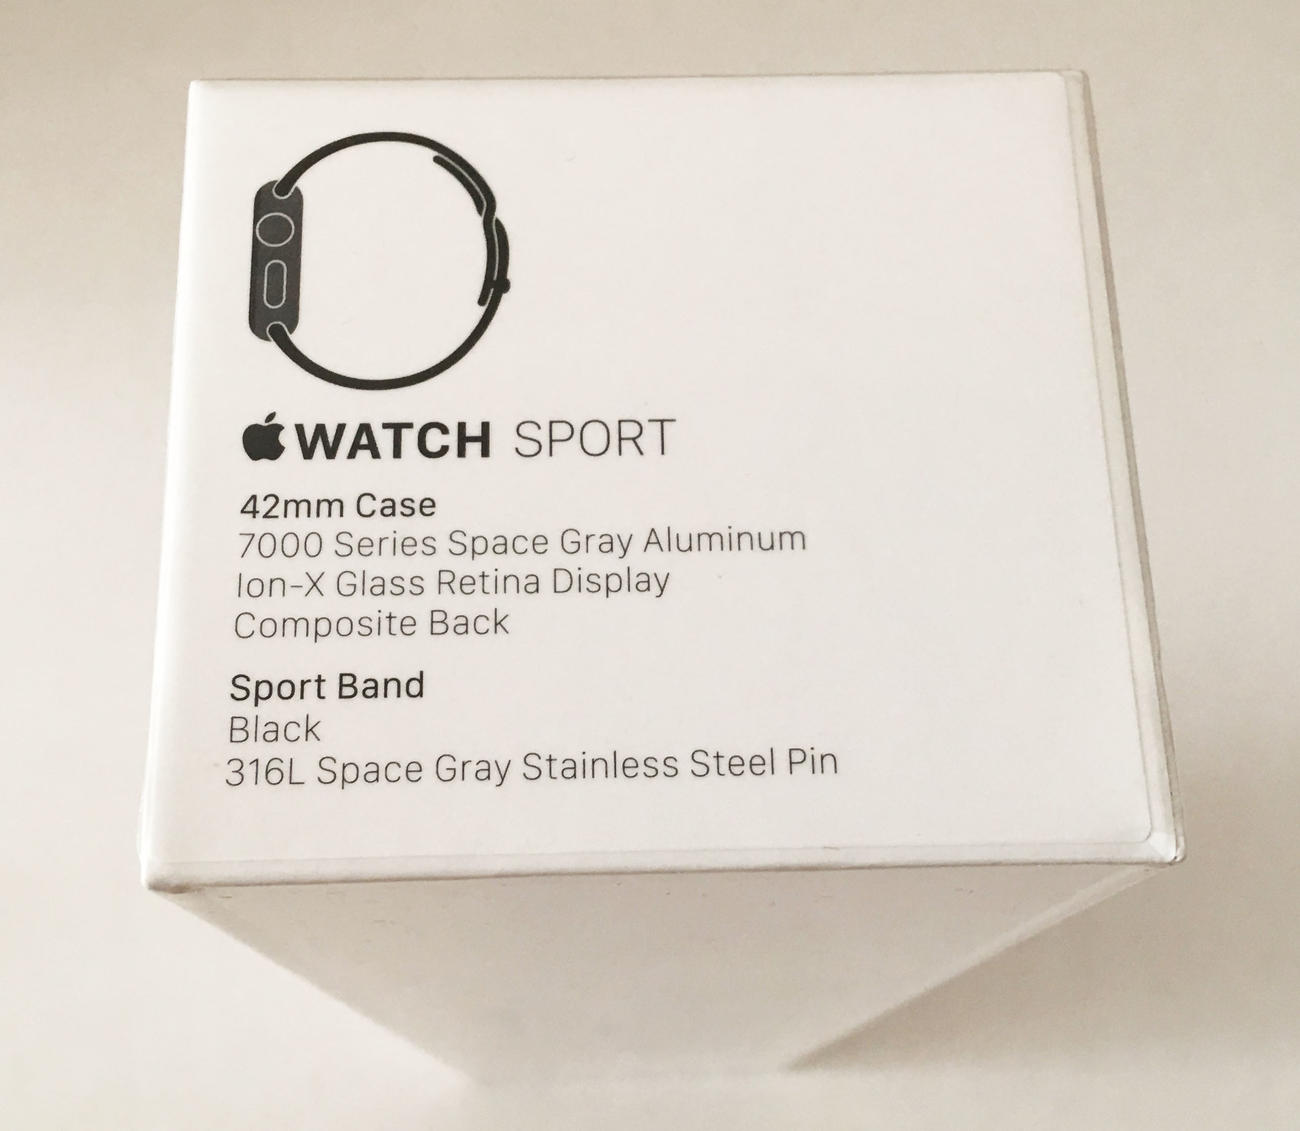 WATCH SPORT
42mm Case
7000 Series Space Gray Aluminum
Ion-X Glass Retina Display
Composite Back
Sport Band
Black
316L Space Gray Stainless Steel Pin